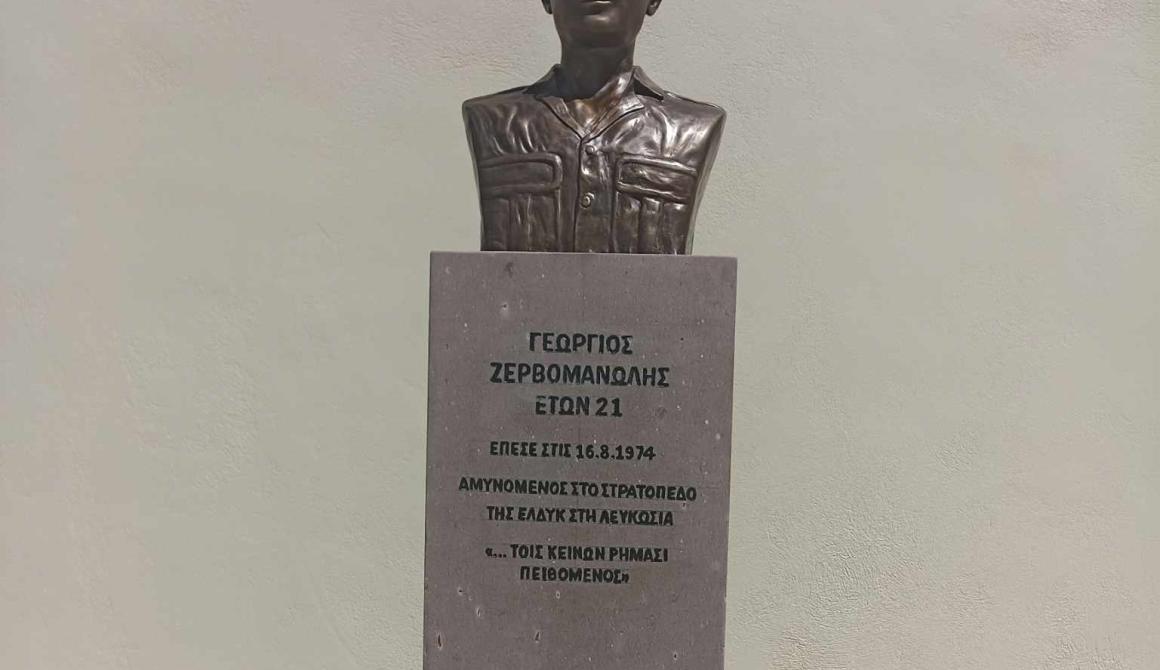 ΓΕΩΡΓΙΟΣ
ΖΕΡΒΟΜΑΝΩΛΗΣ
ΕΤΩΝ 21
ΕΠΕΣΕ ΣΤΙΣ 16.8.1974
ΑΜΥΝΟΜΕΝΟΣ ΣΤΟ ΣΤΡΑΤΟΠΕΔΟ
ΤΗΣ ΕΛΔΥΚ ΣΤΗ ΛΕΥΚΩΣΙΑ
«... ΤΟΙΣ ΚΕΙΝΩΝ ΡΗΜΑΣΙ
ΠΕΙΘΟΜΕΝΟΣ»